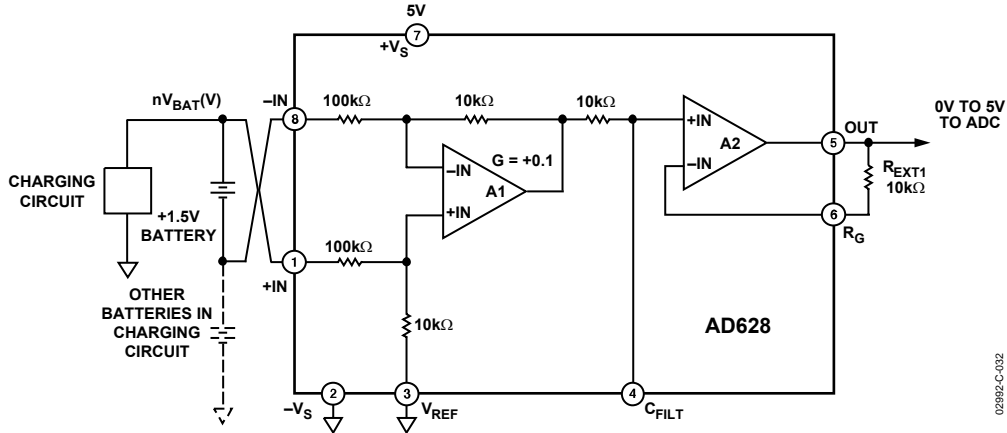 5V
7
+VS
nVBAT(V)
–IN
8
100kΩ
10kΩ
10kΩ
+IN
–IN
A2
5
OUT
0V TO 5V
TO ADC
REXT1
10kΩ
6
RG
CHARGING
CIRCUIT
+1.5V
BATTERY
–IN
+IN
G = +0.1
A1
100kΩ
1
+IN
OTHER
BATTERIES IN
CHARGING
CIRCUIT
10kΩ
AD628
–VS
2
3
VREF
4
CFILT
02992-C-032